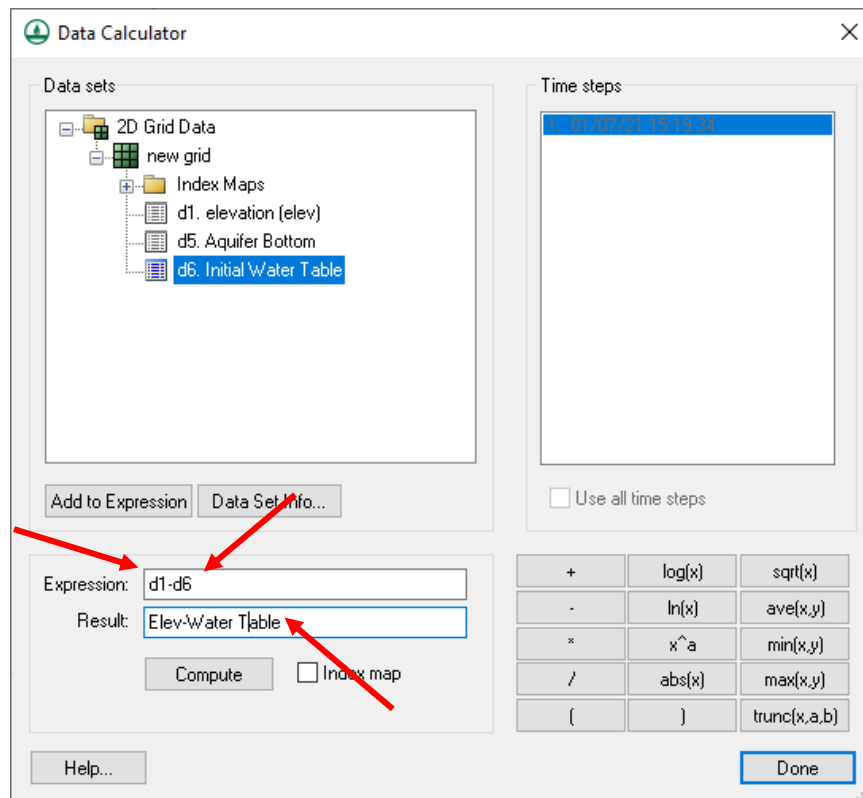 Data Calculator
Data sets
2D Grid Data
new grid
Index Maps
d1. elevation (elev)
d5. Aquifer Bottom
d6. Initial Water Table
Add to Expression
Data Set Info...
Time steps
1. 01/07/21 15:19:34
Use all time steps
Expression: d1-d6
Result: Elev-Water Table
Compute
Index map
+ log(x) sqrt(x)
- ln(x) ave(x,y)
* x^a min(x,y)
/ abs(x) max(x,y)
( ) trunc(x,a,b)
Help...
Done